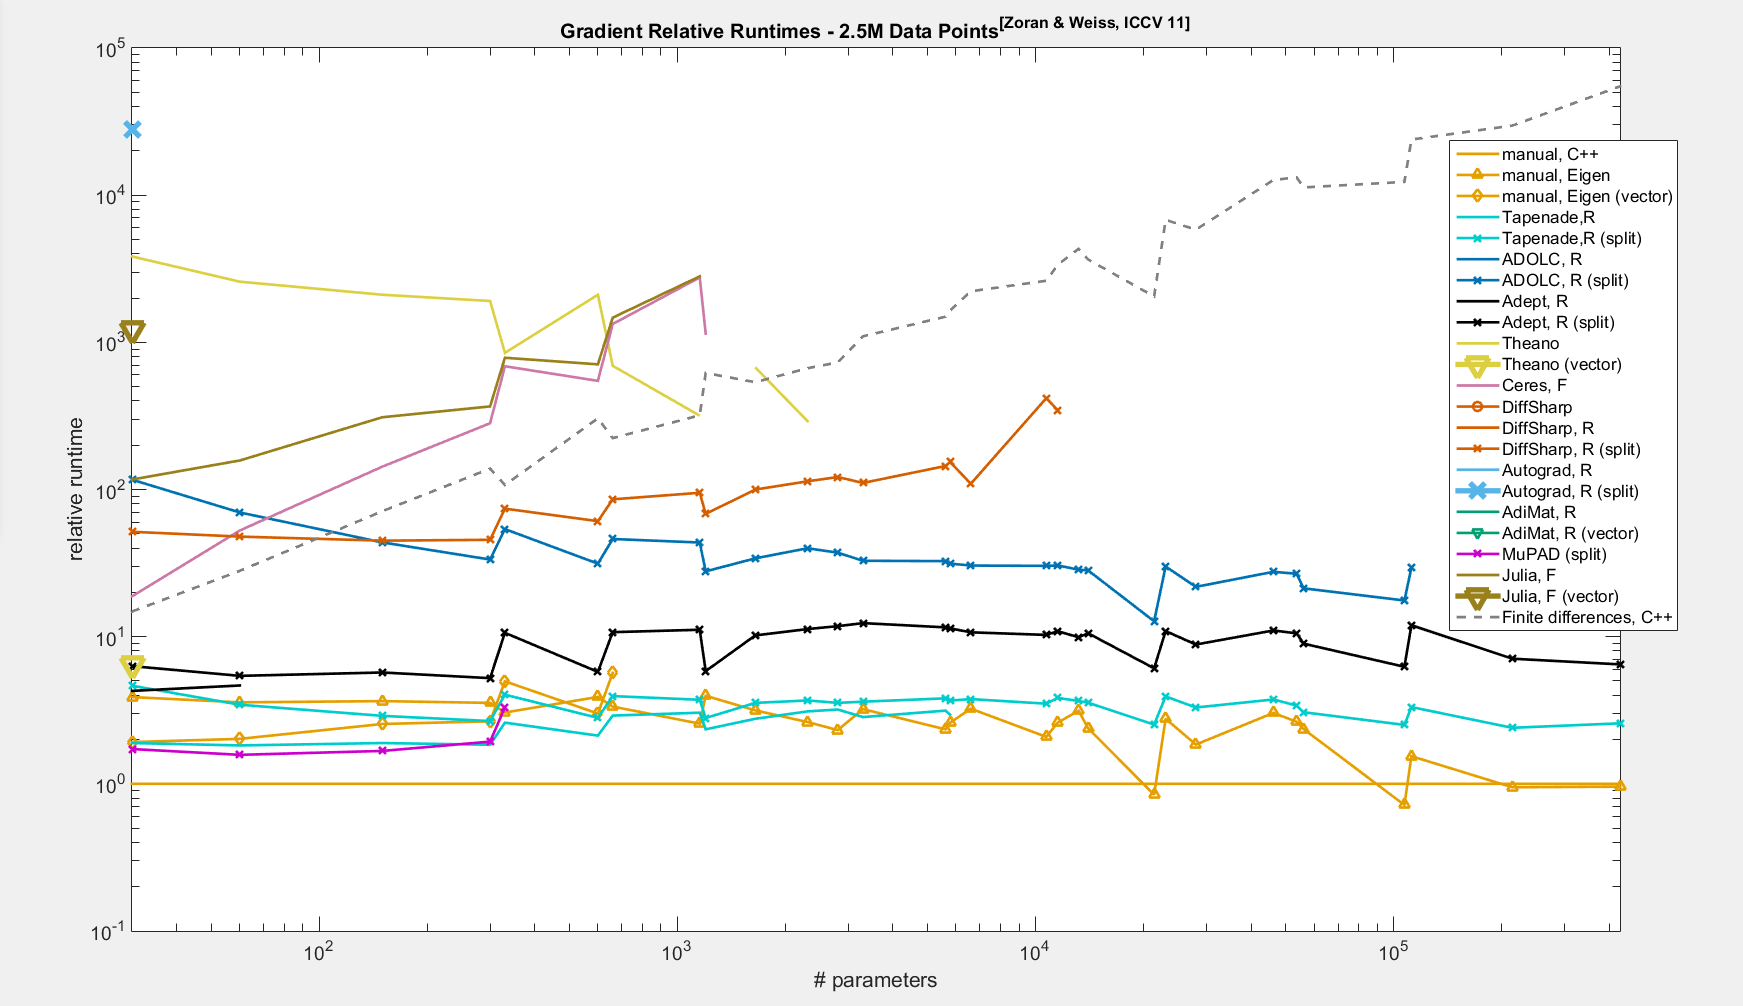 Gradient Relative Runtimes - 2.5M Data Points[Zoran & Weiss, ICCV 11]
10^5
10^4
10^3
10^2
10^1
10^0
10^-1
relative runtime
manual, C++
manual, Eigen
manual, Eigen (vector)
Tapenade,R
Tapenade,R (split)
ADOLC, R
ADOLC, R (split)
Adept, R
Adept, R (split)
Theano
Theano (vector)
Ceres, F
DiffSharp
DiffSharp, R
DiffSharp, R (split)
Autograd, R
Autograd, R (split)
AdiMat, R
AdiMat, R (vector)
MuPAD (split)
Julia, F
Julia, F (vector)
Finite differences, C++
10^2 10^3 10^4 10^5
# parameters